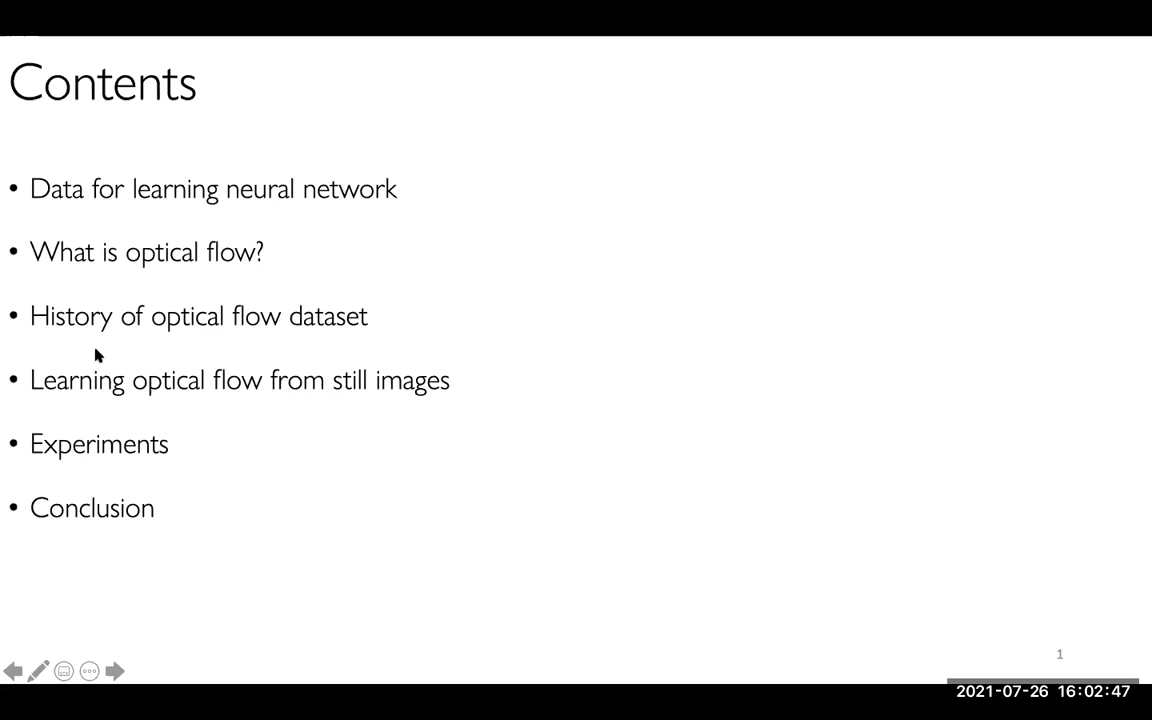 Contents
• Data for learning neural network
• What is optical flow?
• History of optical flow dataset
• Learning optical flow from still images
• Experiments
• Conclusion
1
2021-07-26 16:02:47